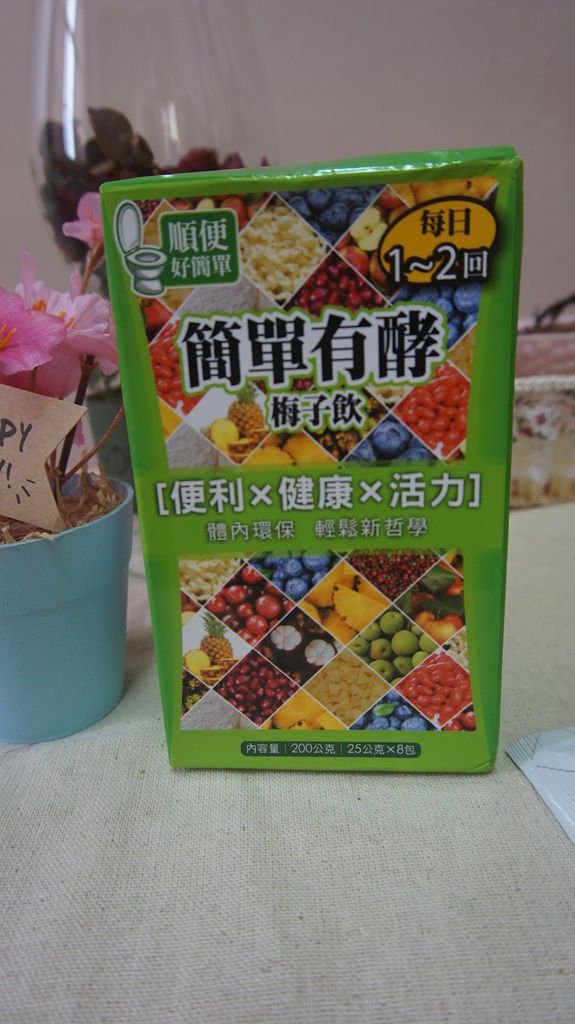 順便
好簡單
每日
1～2回
簡單有酵
梅子飲
[便利×健康×活力]
體內環保 輕鬆新哲學
內容量｜200公克｜25公克×8包
PY
!!